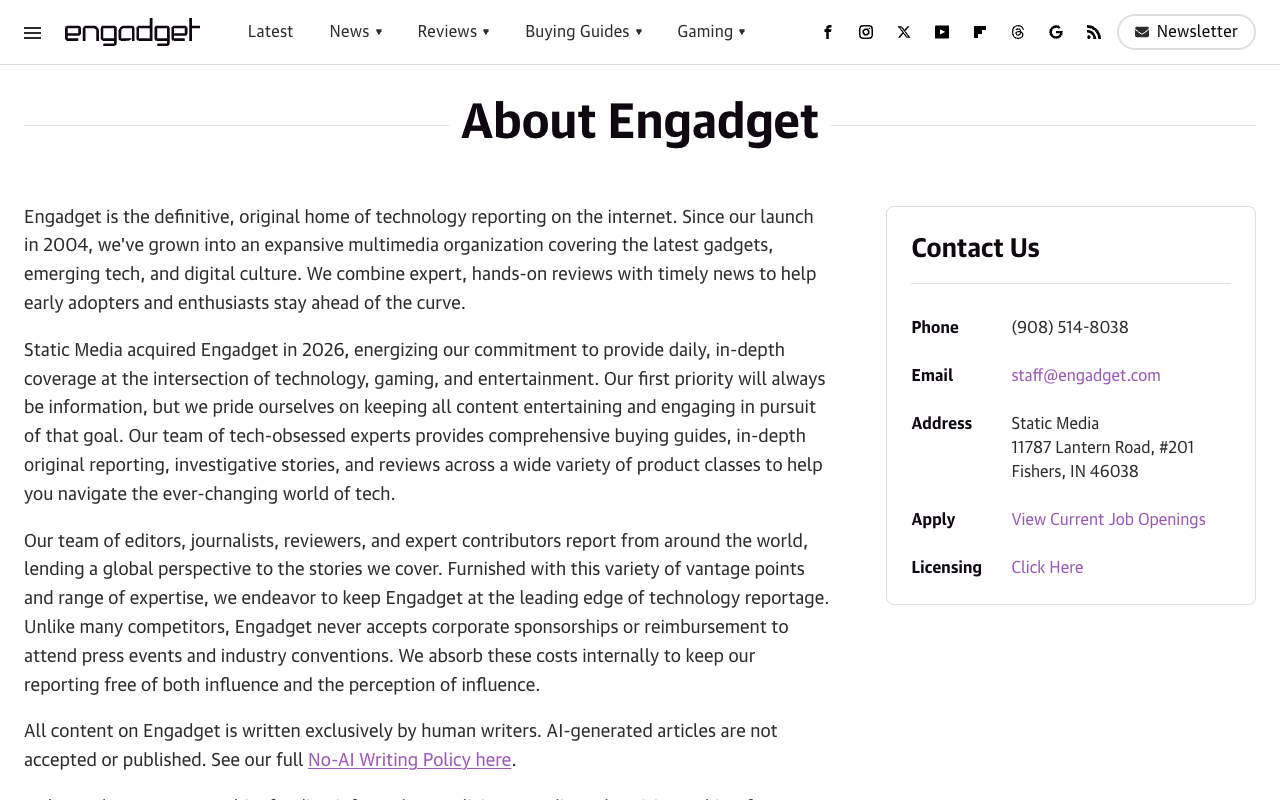 engadget
Latest
News
Reviews
Buying Guides
Gaming
Newsletter
About Engadget
Engadget is the definitive, original home of technology reporting on the internet. Since our launch
in 2004, we've grown into an expansive multimedia organization covering the latest gadgets,
emerging tech, and digital culture. We combine expert, hands-on reviews with timely news to help
early adopters and enthusiasts stay ahead of the curve.
Static Media acquired Engadget in 2026, energizing our commitment to provide daily, in-depth
coverage at the intersection of technology, gaming, and entertainment. Our first priority will always
be information, but we pride ourselves on keeping all content entertaining and engaging in pursuit
of that goal. Our team of tech-obsessed experts provides comprehensive buying guides, in-depth
original reporting, investigative stories, and reviews across a wide variety of product classes to help
you navigate the ever-changing world of tech.
Our team of editors, journalists, reviewers, and expert contributors report from around the world,
lending a global perspective to the stories we cover. Furnished with this variety of vantage points
and range of expertise, we endeavor to keep Engadget at the leading edge of technology reportage.
Unlike many competitors, Engadget never accepts corporate sponsorships or reimbursement to
attend press events and industry conventions. We absorb these costs internally to keep our
reporting free of both influence and the perception of influence.
All content on Engadget is written exclusively by human writers. AI-generated articles are not
accepted or published. See our full No-AI Writing Policy here.
Contact Us
Phone (908) 514-8038
Email staff@engadget.com
Address Static Media
11787 Lantern Road, #201
Fishers, IN 46038
Apply View Current Job Openings
Licensing Click Here